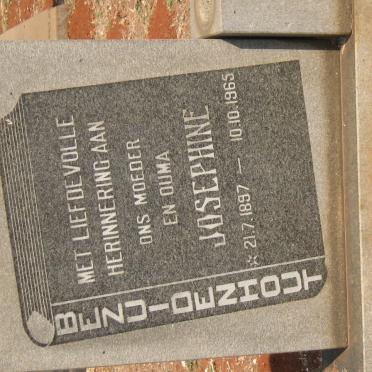 MET LIEFDEVOLLE
HERINNERING AAN
ONS MOEDER
EN OUMA
JOSEPHINE
☆ 21.7.1897 — 10.10.1965
BEZUIDENHOUT